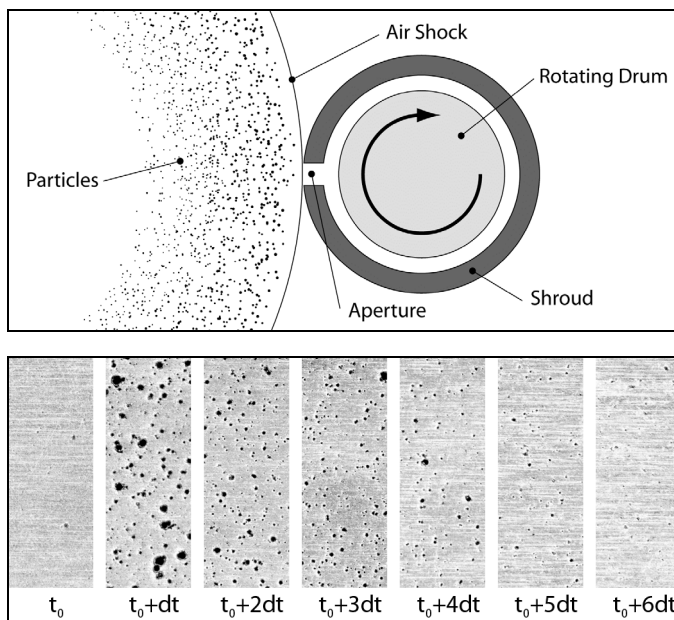 Air Shock
Rotating Drum
Particles
Shroud
Aperture
t₀
t₀+dt
t₀+2dt
t₀+3dt
t₀+4dt
t₀+5dt
t₀+6dt